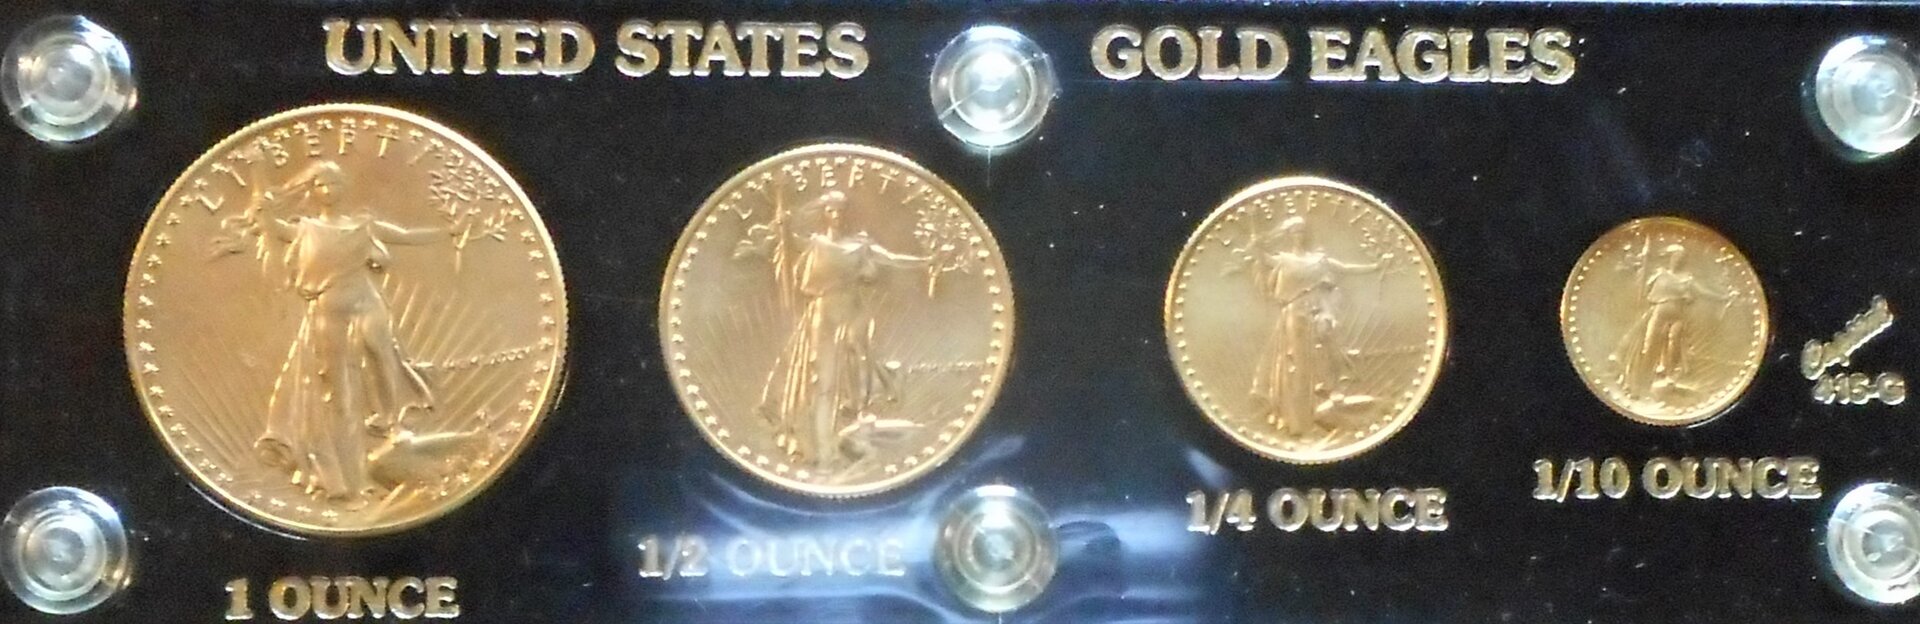 UNITED STATES GOLD EAGLES
LIBERTY
LIBERTY
LIBERTY
1 OUNCE
1/2 OUNCE
1/4 OUNCE
1/10 OUNCE
Capital
415-G